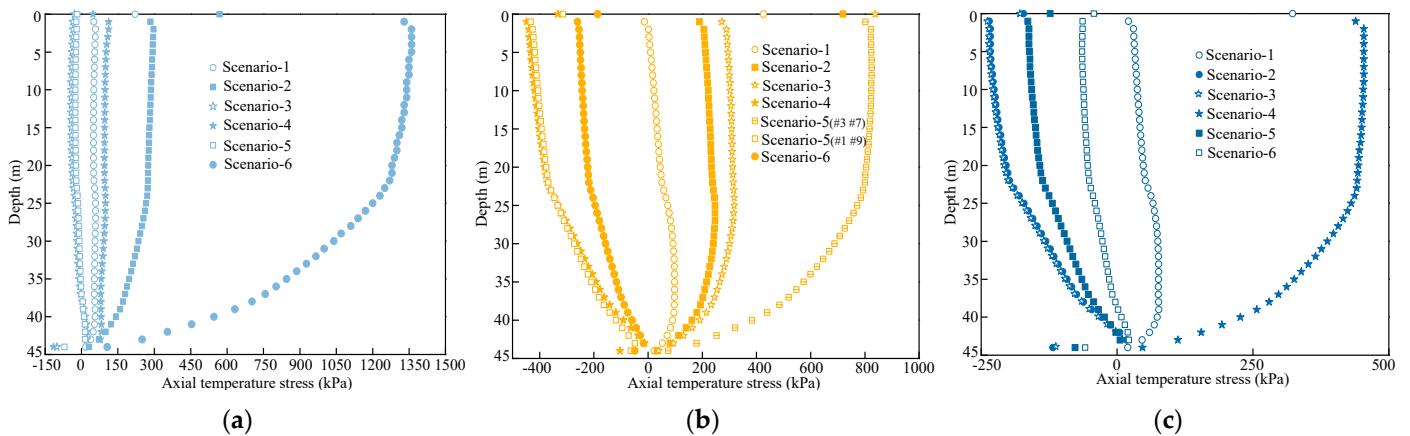 Depth (m)
0
5
10
15
20
25
30
35
40
45
-150
0
150
300
450
600
750
900
1050
1200
1350
1500
Axial temperature stress (kPa)
Scenario-1
Scenario-2
Scenario-3
Scenario-4
Scenario-5
Scenario-6
(a)
Depth (m)
0
5
10
15
20
25
30
35
40
45
-400
-200
0
200
400
600
800
1000
Axial temperature stress (kPa)
Scenario-1
Scenario-2
Scenario-3
Scenario-4
Scenario-5(#3 #7)
Scenario-5(#1 #9)
Scenario-6
(b)
Depth (m)
0
5
10
15
20
25
30
35
40
45
-250
0
250
500
Axial temperature stress (kPa)
Scenario-1
Scenario-2
Scenario-3
Scenario-4
Scenario-5
Scenario-6
(c)